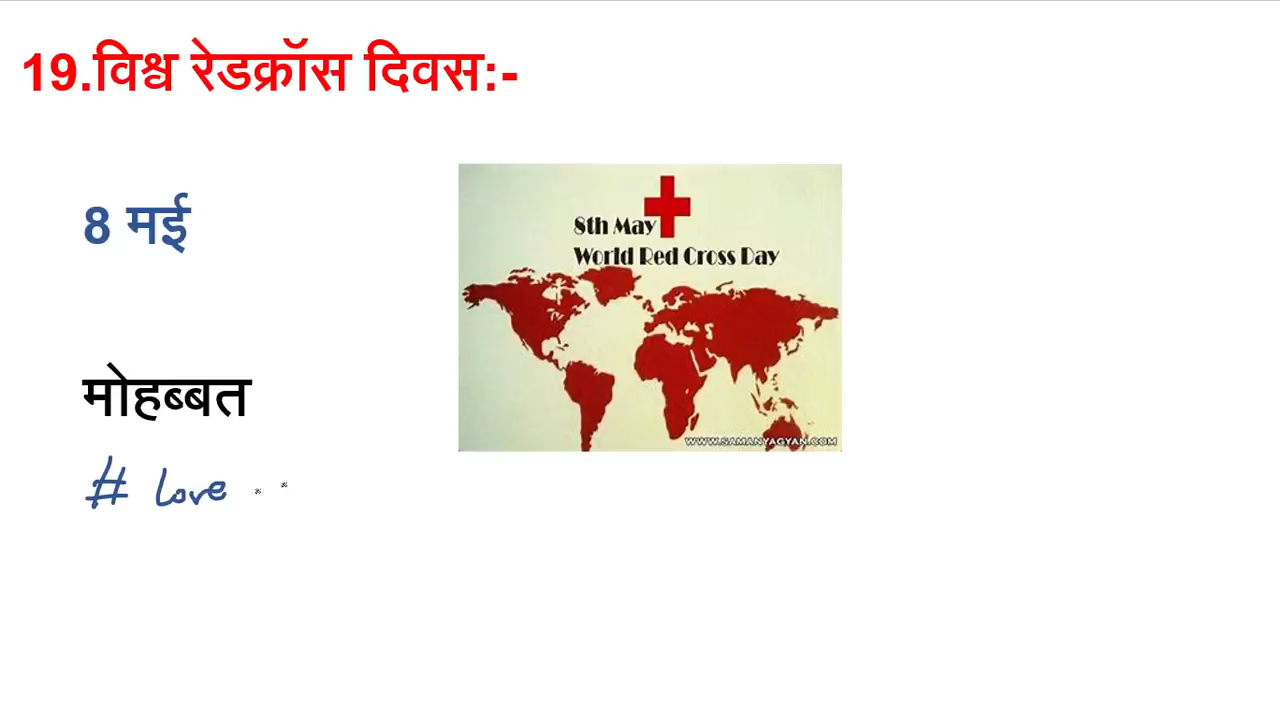 19.विश्व रेडक्रॉस दिवस:-
8 मई
8th May
World Red Cross Day
WWW.SAMANYAGYAN.COM
मोहब्बत
# love